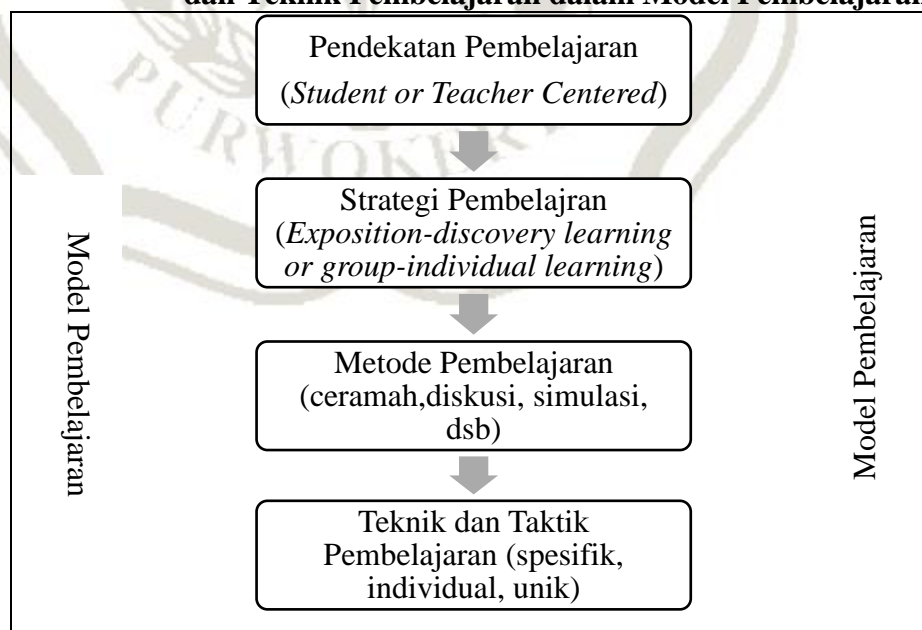 dan Teknik Pembelajaran dalam Model Pembelajaran
Pendekatan Pembelajaran
(Student or Teacher Centered)
PURWOKER
Strategi Pembelajran
(Exposition-discovery learning
or group-individual learning)
Model Pembelajaran
Model Pembelajaran
Metode Pembelajaran
(ceramah,diskusi, simulasi,
dsb)
Teknik dan Taktik
Pembelajaran (spesifik,
individual, unik)